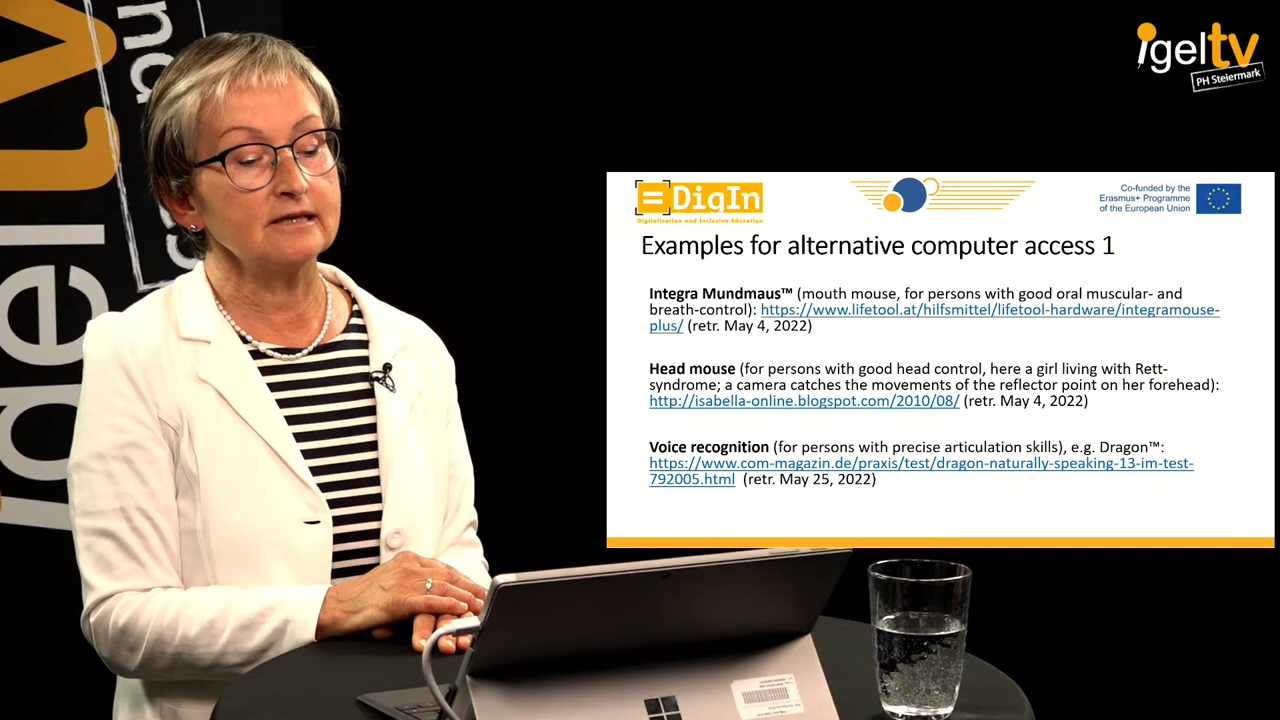 igeltv
PH Steiermark
igeltv
=DigIn
Digitalisation and Inclusive Education
Co-funded by the
Erasmus+ Programme
of the European Union
Examples for alternative computer access 1
Integra Mundmaus™ (mouth mouse, for persons with good oral muscular- and
breath-control): https://www.lifetool.at/hilfsmittel/lifetool-hardware/integramouse-
plus/ (retr. May 4, 2022)
Head mouse (for persons with good head control, here a girl living with Rett-
syndrome; a camera catches the movements of the reflector point on her forehead):
http://isabella-online.blogspot.com/2010/08/ (retr. May 4, 2022)
Voice recognition (for persons with precise articulation skills), e.g. Dragon™:
https://www.com-magazin.de/praxis/test/dragon-naturally-speaking-13-im-test-
792005.html (retr. May 25, 2022)